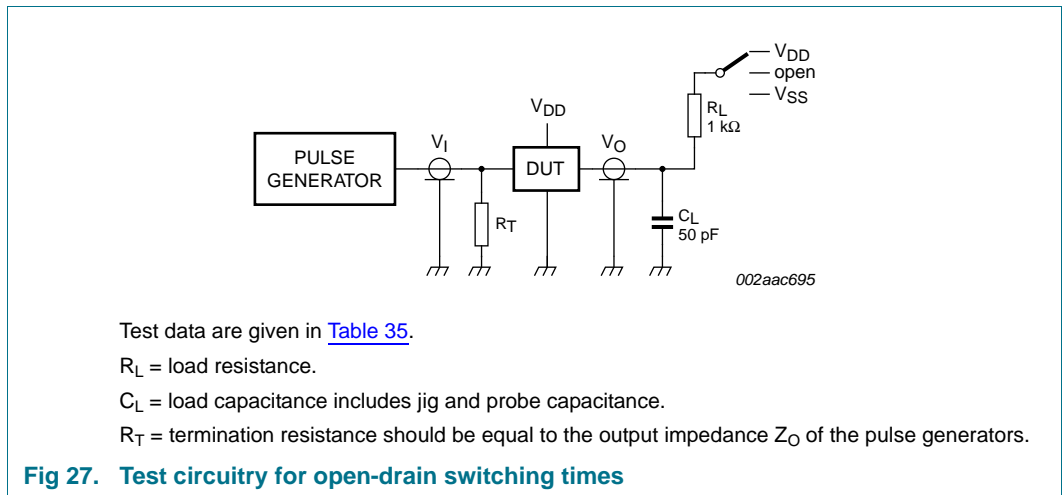 V_DD
open
V_SS
R_L
1 kΩ
V_DD
V_I
V_O
PULSE
GENERATOR
DUT
R_T
C_L
50 pF
002aac695
Test data are given in Table 35.
R_L = load resistance.
C_L = load capacitance includes jig and probe capacitance.
R_T = termination resistance should be equal to the output impedance Z_O of the pulse generators.
Fig 27. Test circuitry for open-drain switching times